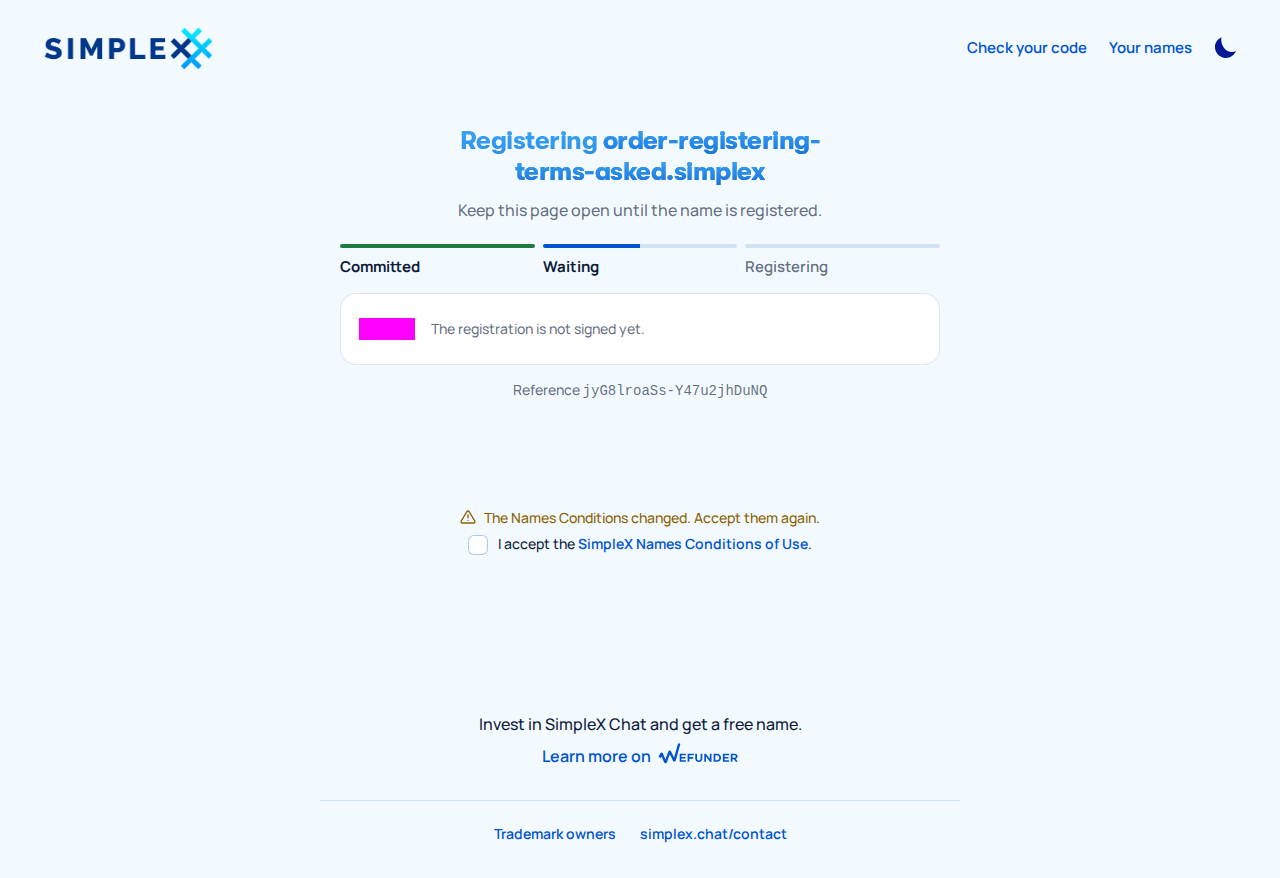 SIMPLEX
Check your code
Your names
Registering order-registering-
terms-asked.simplex
Keep this page open until the name is registered.
Committed
Waiting
Registering
The registration is not signed yet.
Reference jyG8lroaSs-Y47u2jhDuNQ
The Names Conditions changed. Accept them again.
I accept the SimpleX Names Conditions of Use.
Invest in SimpleX Chat and get a free name.
Learn more on WEFUNDER
Trademark owners
simplex.chat/contact